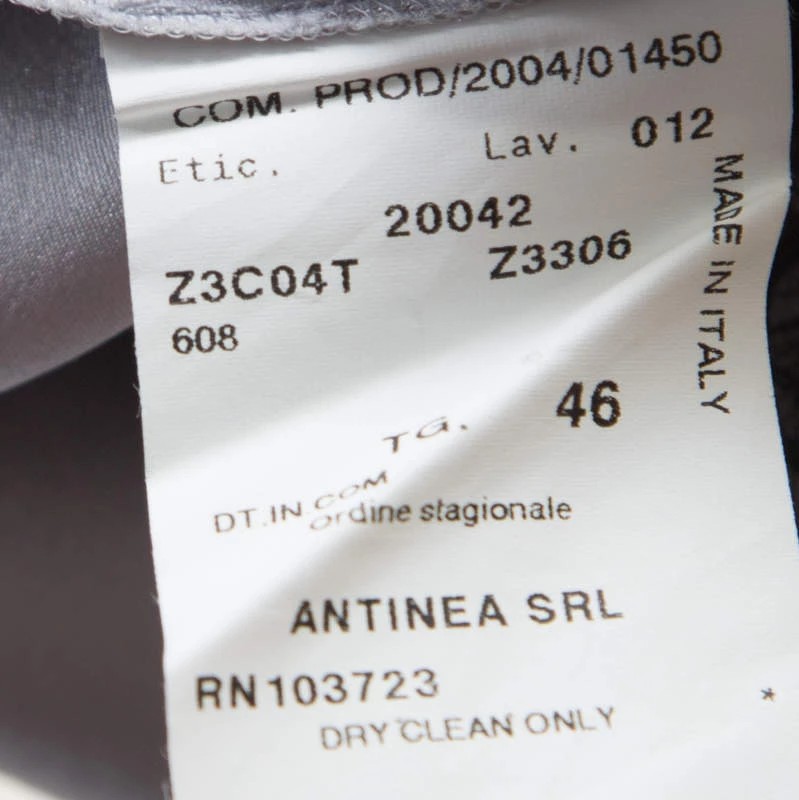 COM. PROD/2004/01450
Etic. Lav. 012
20042
Z3C04T Z3306
608
TG. 46
DT.IN.COM
ordine stagionale
ANTINEA SRL
RN103723
*
DRY CLEAN ONLY
MADE IN ITALY